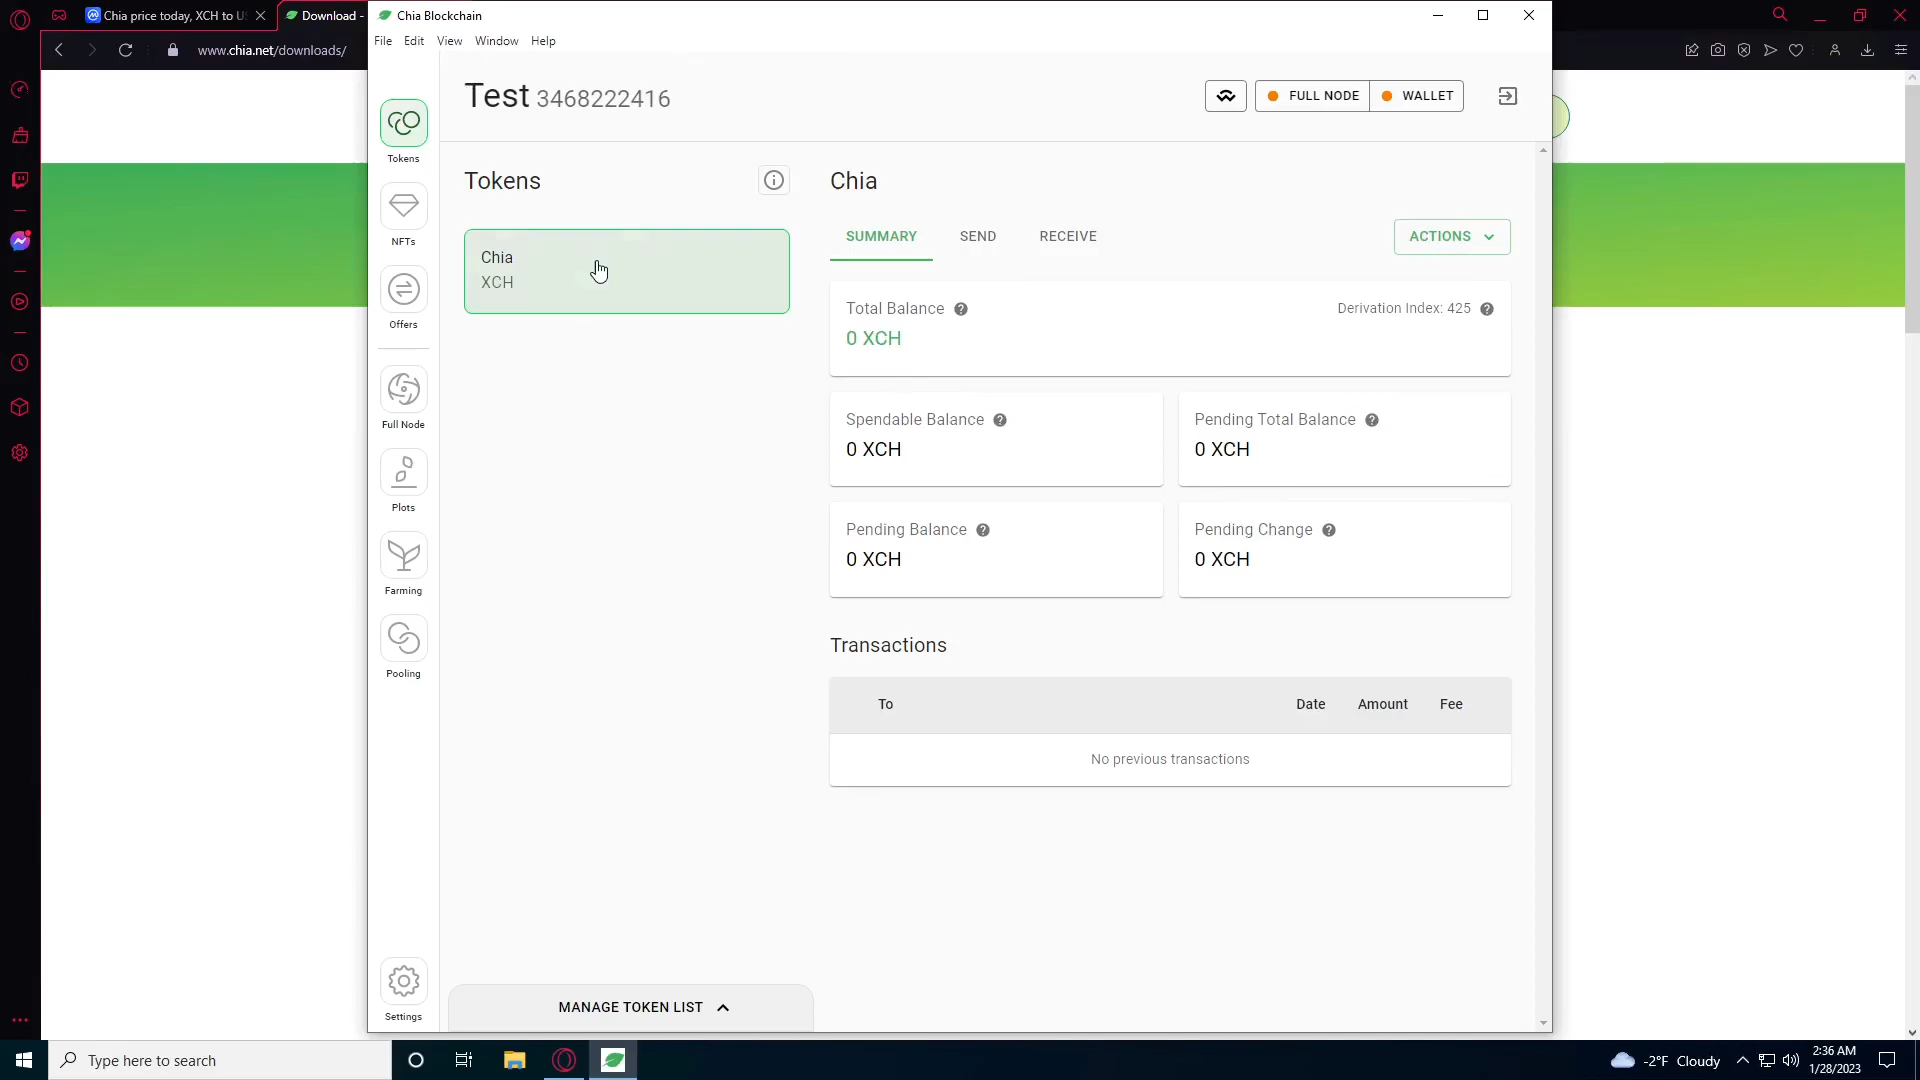 Chia price today, XCH to U
Download -
www.chia.net/downloads/
Chia Blockchain
File Edit View Window Help
Test 3468222416
FULL NODE
WALLET
Tokens
NFTs
Offers
Full Node
Plots
Farming
Pooling
Settings
Tokens
Chia
XCH
MANAGE TOKEN LIST
Chia
SUMMARY SEND RECEIVE
ACTIONS
Total Balance
Derivation Index: 425
0 XCH
Spendable Balance
0 XCH
Pending Total Balance
0 XCH
Pending Balance
0 XCH
Pending Change
0 XCH
Transactions
To Date Amount Fee
No previous transactions
Type here to search
-2°F Cloudy
2:36 AM
1/28/2023